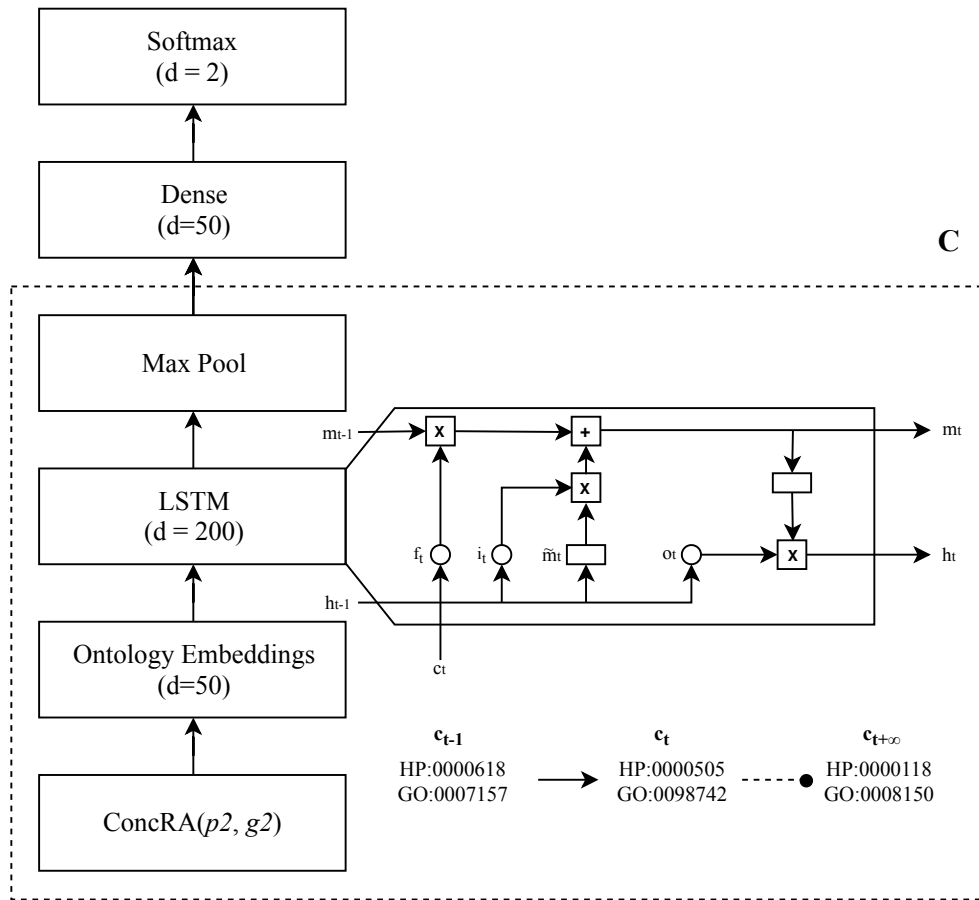 Softmax
(d = 2)
Dense
(d=50)
C
Max Pool
LSTM
(d = 200)
Ontology Embeddings
(d=50)
ConcRA(p2, g2)
mt-1
x
+
mt
x
ft
it
m̃t
ot
x
ht
ht-1
ct
ct-1
HP:0000618
GO:0007157
ct
HP:0000505
GO:0098742
ct+∞
HP:0000118
GO:0008150